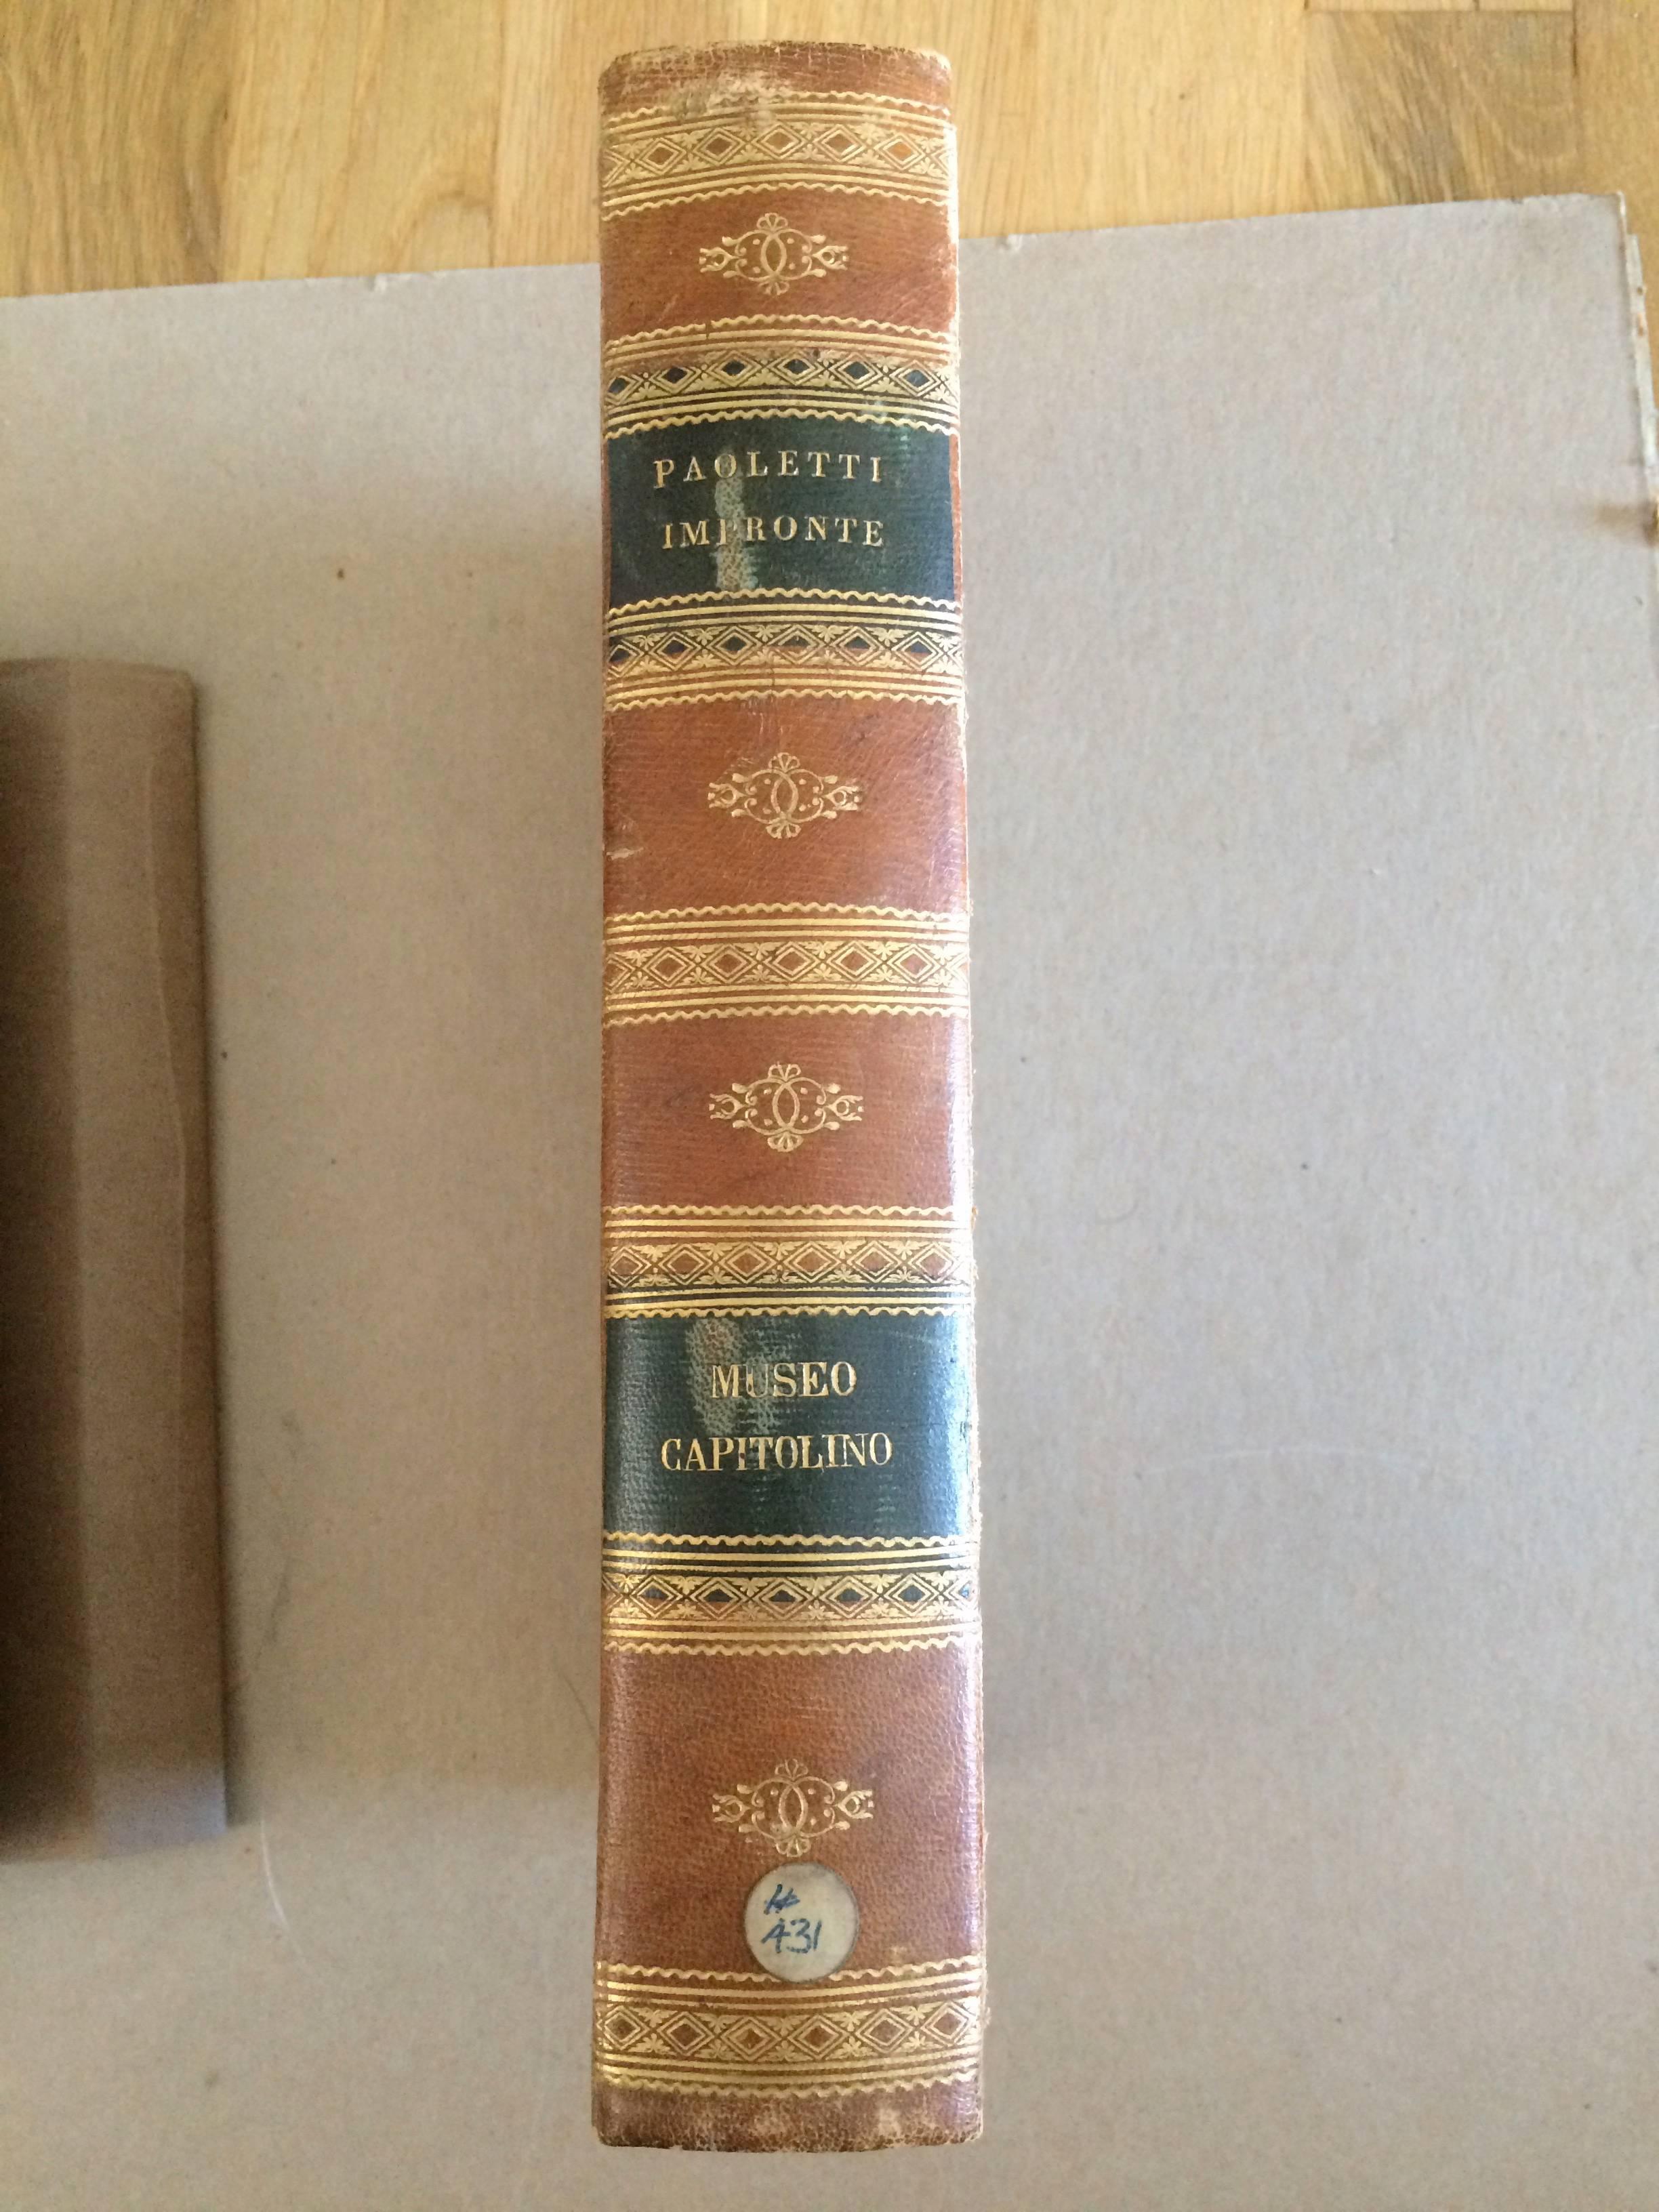 PAOLETTI
IMPRONTE
MUSEO
CAPITOLINO
#
431